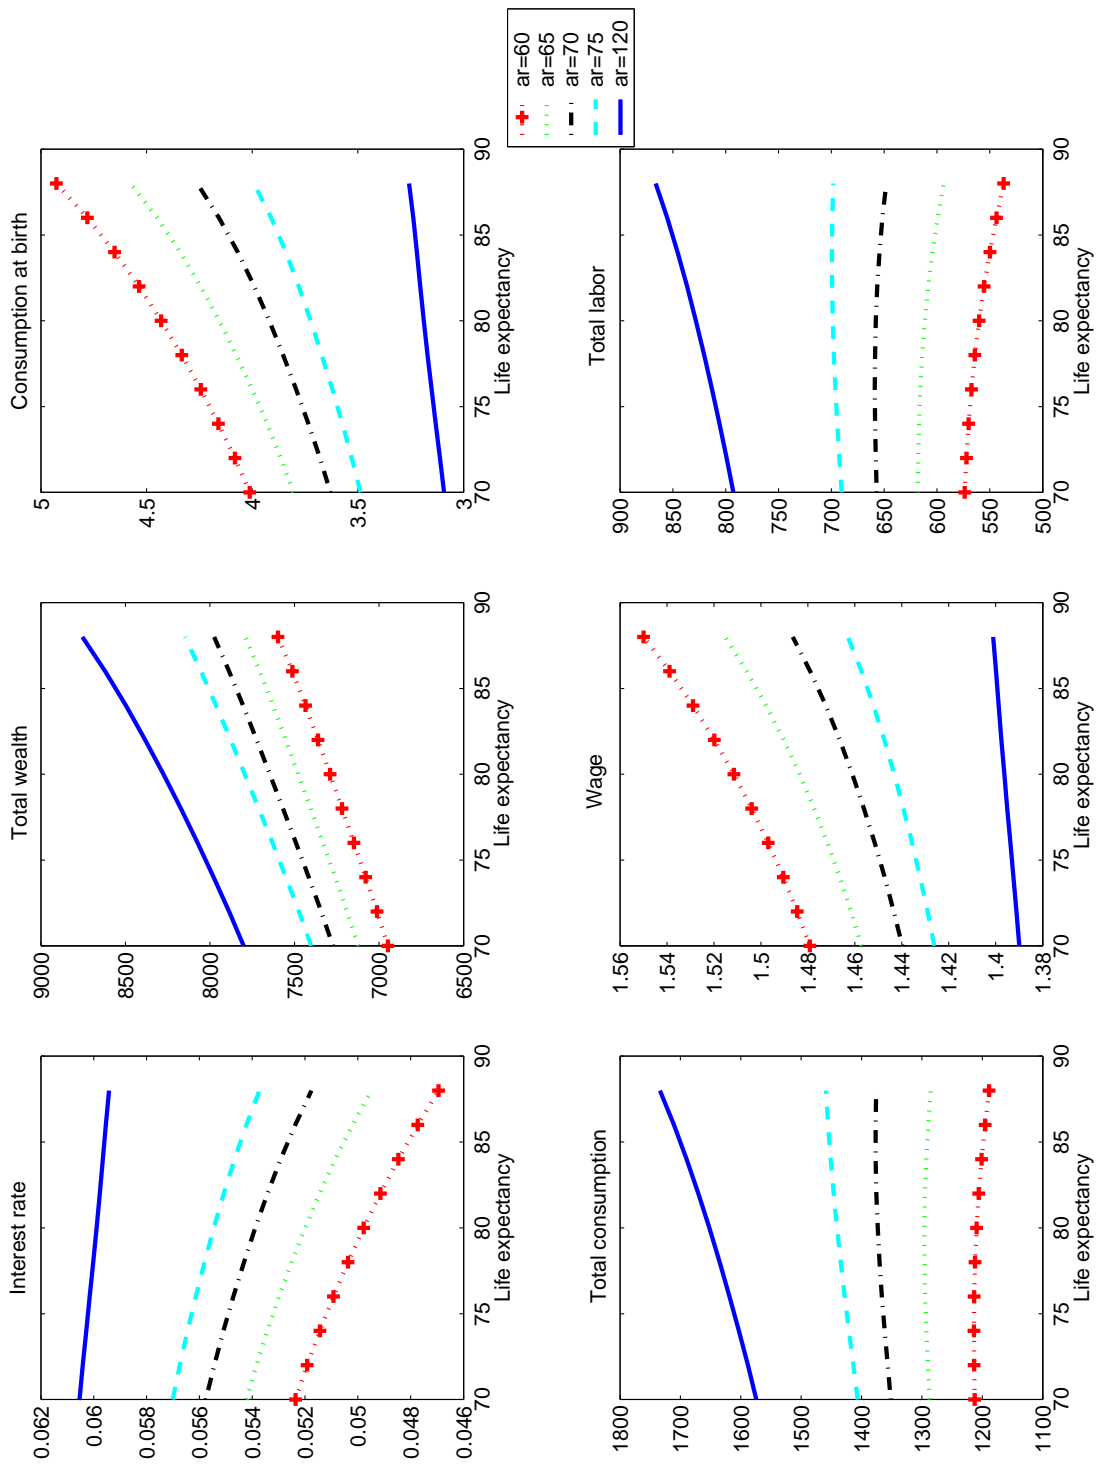 Interest rate
0.062
0.06
0.058
0.056
0.054
0.052
0.05
0.048
0.046
70 75 80 85 90
Life expectancy
Total wealth
9000
8500
8000
7500
7000
6500
70 75 80 85 90
Life expectancy
Consumption at birth
5
4.5
4
3.5
3
70 75 80 85 90
Life expectancy
Total consumption
1800
1700
1600
1500
1400
1300
1200
1100
70 75 80 85 90
Life expectancy
Wage
1.56
1.54
1.52
1.5
1.48
1.46
1.44
1.42
1.4
1.38
70 75 80 85 90
Life expectancy
Total labor
900
850
800
750
700
650
600
550
500
70 75 80 85 90
Life expectancy
ar=60
ar=65
ar=70
ar=75
ar=120